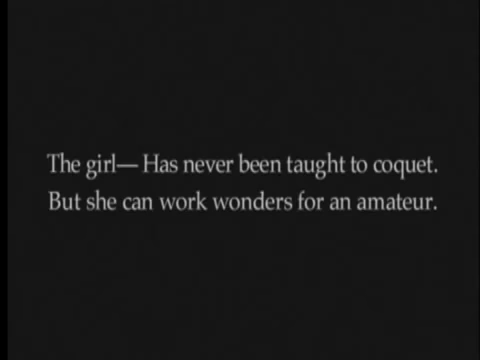 The girl— Has never been taught to coquet.
But she can work wonders for an amateur.